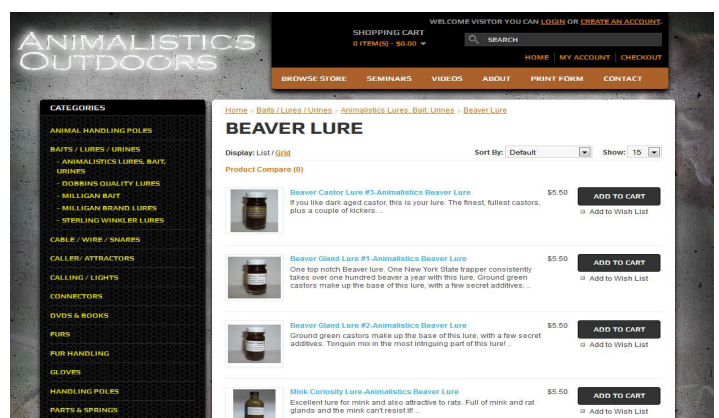 WELCOME VISITOR YOU CAN LOGIN OR CREATE AN ACCOUNT.
ANIMALISTICS
OUTDOORS
SHOPPING CART
0 ITEM(S) - $0.00
SEARCH
HOME MY ACCOUNT CHECKOUT
BROWSE STORE SEMINARS VIDEOS ABOUT PRINT FORM CONTACT
CATEGORIES
ANIMAL HANDLING POLES
BAITS / LURES / URINES
- ANIMALISTICS LURES, BAIT,
URINES
- DOBBINS QUALITY LURES
- MILLIGAN BAIT
- MILLIGAN BRAND LURES
- STERLING WINKLER LURES
CABLE / WIRE / SNARES
CALLER/ ATTRACTORS
CALLING / LIGHTS
CONNECTORS
DVDS & BOOKS
FURS
FUR HANDLING
GLOVES
HANDLING POLES
PARTS & SPRINGS
Home » Baits / Lures / Urines » Animalistics Lures, Bait, Urines » Beaver Lure
BEAVER LURE
Display: List / Grid
Sort By: Default
Show: 15
Product Compare (0)
Beaver Castor Lure #3-Animalistics Beaver Lure
If you like dark aged castor, this is your lure. The finest, fullest castors,
plus a couple of kickers. ..
$5.50
ADD TO CART
Add to Wish List
Beaver Gland Lure #1-Animalistics Beaver Lure
One top notch Beaver lure. One New York State trapper consistently
takes over one hundred beaver a year with this lure. Ground green
castors make up the base of this lure, with a few secret additives. ..
$5.50
ADD TO CART
Add to Wish List
Beaver Gland Lure #2-Animalistics Beaver Lure
Ground green castors make up the base of this lure, with a few secret
additives. Tonquin mix in the most intriguing part of this lure! ..
$5.50
ADD TO CART
Add to Wish List
Mink Curiosity Lure-Animalistics Beaver Lure
Excellent lure for mink and also attractive to rats. Full of mink and rat
glands and the mink can't resist it! ..
$5.50
ADD TO CART
Add to Wish List